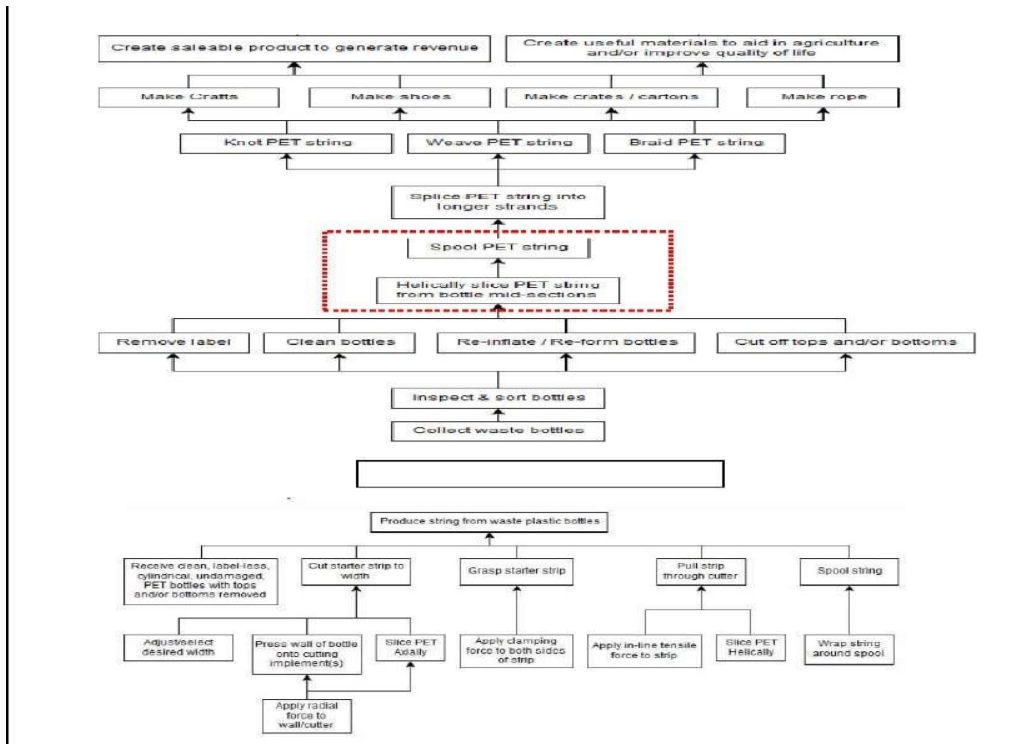 Create saleable product to generate revenue
Create useful materials to aid in agriculture
and/or improve quality of life
Make Crafts
Make shoes
Make crates / cartons
Make rope
Knot PET string
Weave PET string
Braid PET string
Splice PET string into
longer strands
Spool PET string
Helically slice PET string
from bottle mid-sections
Remove label
Clean bottles
Re-inflate / Re-form bottles
Cut off tops and/or bottoms
Inspect & sort bottles
Collect waste bottles
Produce string from waste plastic bottles
Receive clean, label-less,
cylindrical, undamaged,
PET bottles with tops
and/or bottoms removed
Cut starter strip to
width
Grasp starter strip
Pull strip
through cutter
Spool string
Adjust/select
desired width
Press wall of bottle
onto cutting
implement(s)
Slice PET
Axially
Apply clamping
force to both sides
of strip
Apply in-line tensile
force to strip
Slice PET
Helically
Wrap string
around spool
Apply radial
force to
wall/cutter